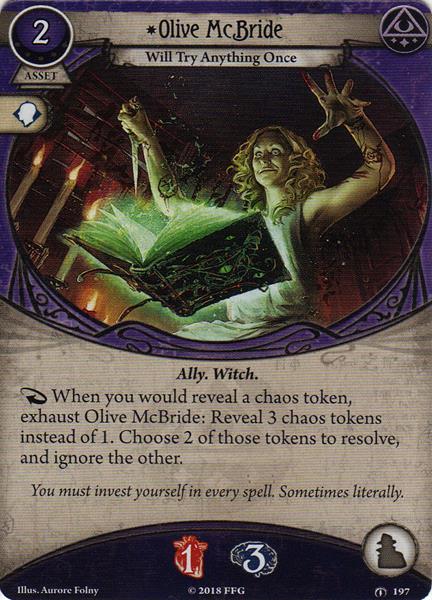 2
ASSET
*Olive McBride
Will Try Anything Once
Ally. Witch.
When you would reveal a chaos token,
exhaust Olive McBride: Reveal 3 chaos tokens
instead of 1. Choose 2 of those tokens to resolve,
and ignore the other.
You must invest yourself in every spell. Sometimes literally.
1
3
Illus. Aurore Folny
© 2018 FFG
197